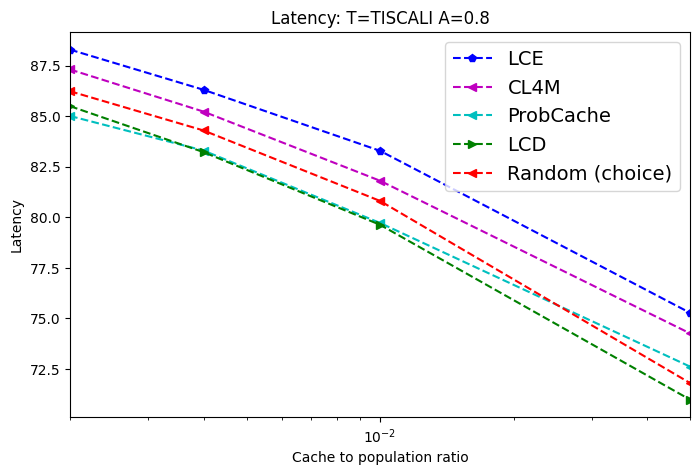 Latency: T=TISCALI A=0.8
LCE
CL4M
ProbCache
LCD
Random (choice)
Latency
87.5
85.0
82.5
80.0
77.5
75.0
72.5
10⁻²
Cache to population ratio